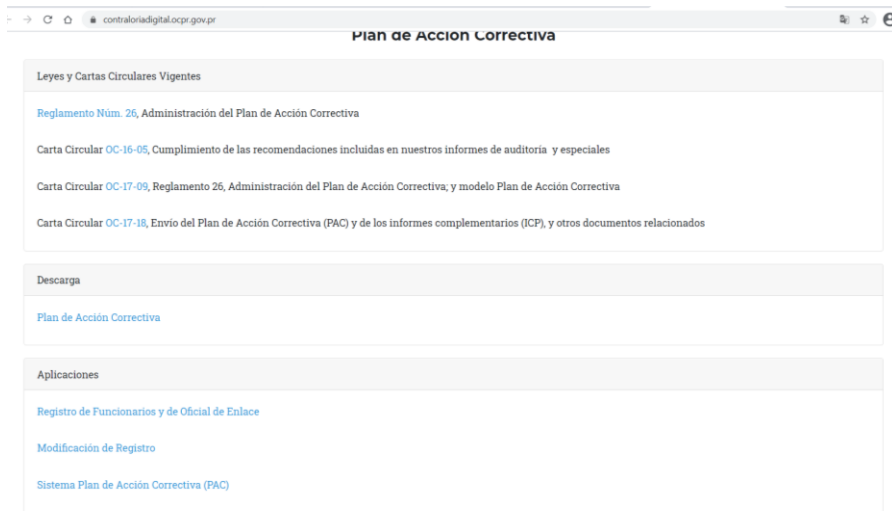 contraloriadigital.ocpr.gov.pr
Plan de Acción Correctiva
Leyes y Cartas Circulares Vigentes
Reglamento Núm. 26, Administración del Plan de Acción Correctiva
Carta Circular OC-16-05, Cumplimiento de las recomendaciones incluidas en nuestros informes de auditoría y especiales
Carta Circular OC-17-09, Reglamento 26, Administración del Plan de Acción Correctiva; y modelo Plan de Acción Correctiva
Carta Circular OC-17-18, Envío del Plan de Acción Correctiva (PAC) y de los informes complementarios (ICP), y otros documentos relacionados
Descarga
Plan de Acción Correctiva
Aplicaciones
Registro de Funcionarios y de Oficial de Enlace
Modificación de Registro
Sistema Plan de Acción Correctiva (PAC)